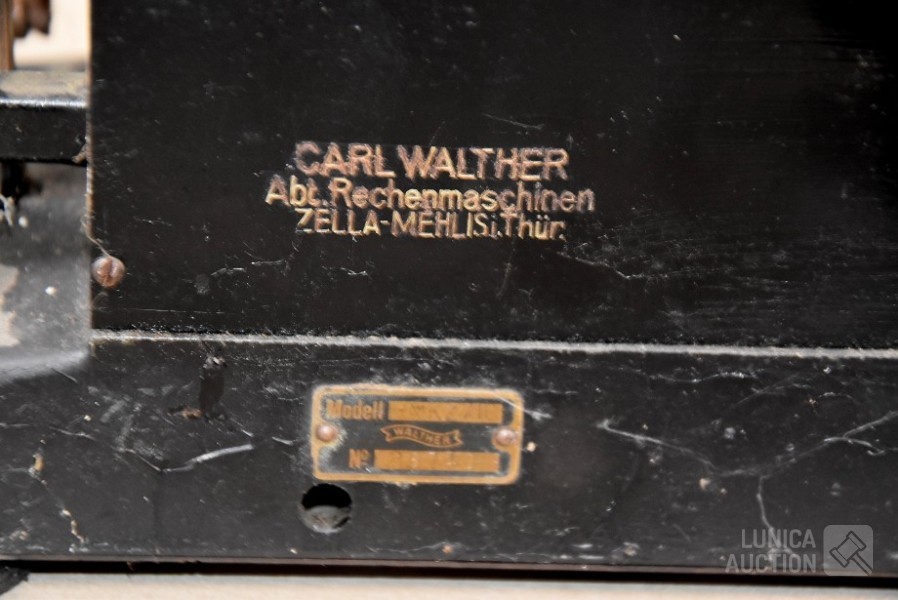 CARL WALTHER
Abt. Rechenmaschinen
ZELLA-MEHLIS i. Thür.
Modell
WALTHER
Nº
LUNICA
AUCTION